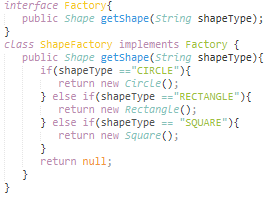 interface Factory{
public Shape getShape(String shapeType);
}
class ShapeFactory implements Factory {
public Shape getShape(String shapeType){
if(shapeType =="CIRCLE"){
return new Circle();
} else if(shapeType =="RECTANGLE"){
return new Rectangle();
} else if(shapeType == "SQUARE"){
return new Square();
}
return null;
}
}